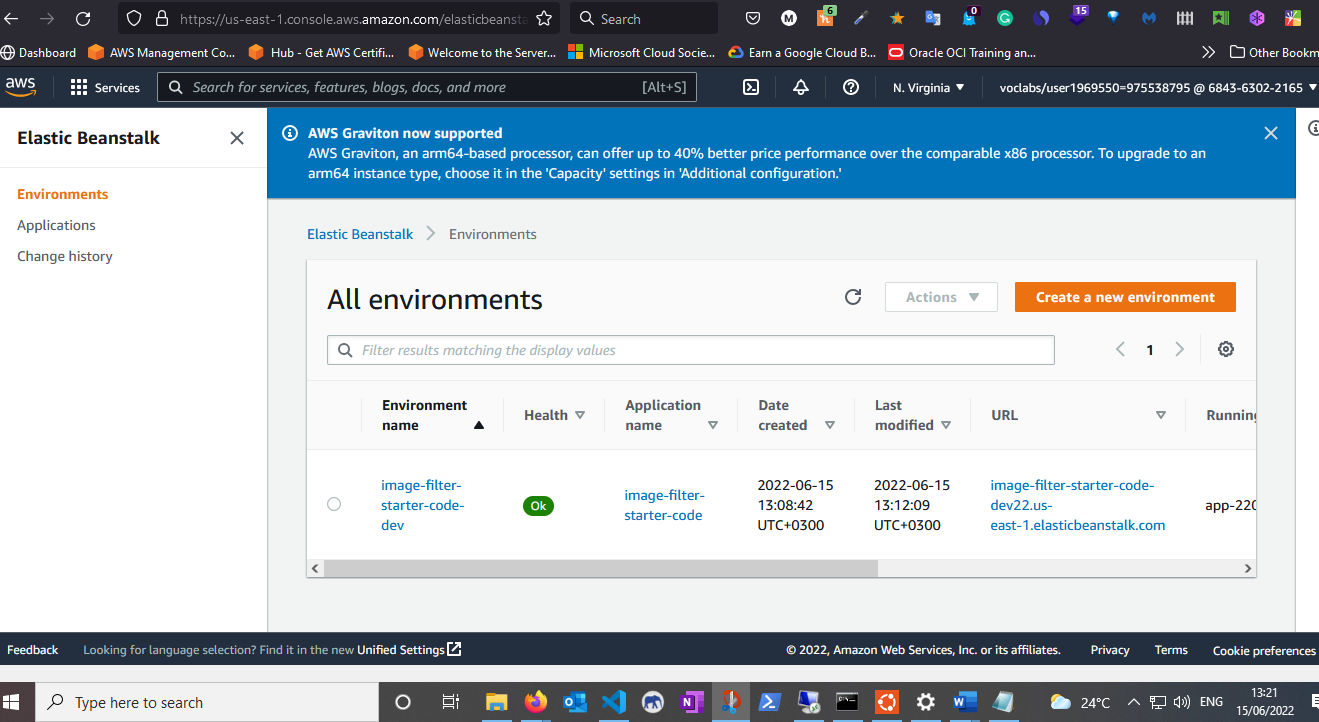 https://us-east-1.console.aws.amazon.com/elasticbeansta
Search
6
15
0
Dashboard
AWS Management Co...
Hub - Get AWS Certifi...
Welcome to the Server...
Microsoft Cloud Socie...
Earn a Google Cloud B...
Oracle OCI Training an...
Other Bookm
aws
Services
Search for services, features, blogs, docs, and more
[Alt+S]
N. Virginia
voclabs/user1969550=975538795 @ 6843-6302-2165
Elastic Beanstalk
Environments
Applications
Change history
AWS Graviton now supported
AWS Graviton, an arm64-based processor, can offer up to 40% better price performance over the comparable x86 processor. To upgrade to an
arm64 instance type, choose it in the 'Capacity' settings in 'Additional configuration.'
Elastic Beanstalk
Environments
All environments
Actions
Create a new environment
Filter results matching the display values
1
Environment
name
Health
Application
name
Date
created
Last
modified
URL
Running
image-filter-
starter-code-
dev
Ok
image-filter-
starter-code
2022-06-15
13:08:42
UTC+0300
2022-06-15
13:12:09
UTC+0300
image-filter-starter-code-
dev22.us-
east-1.elasticbeanstalk.com
app-220
Feedback
Looking for language selection? Find it in the new Unified Settings
© 2022, Amazon Web Services, Inc. or its affiliates.
Privacy
Terms
Cookie preferences
Type here to search
24°C
ENG
13:21
15/06/2022